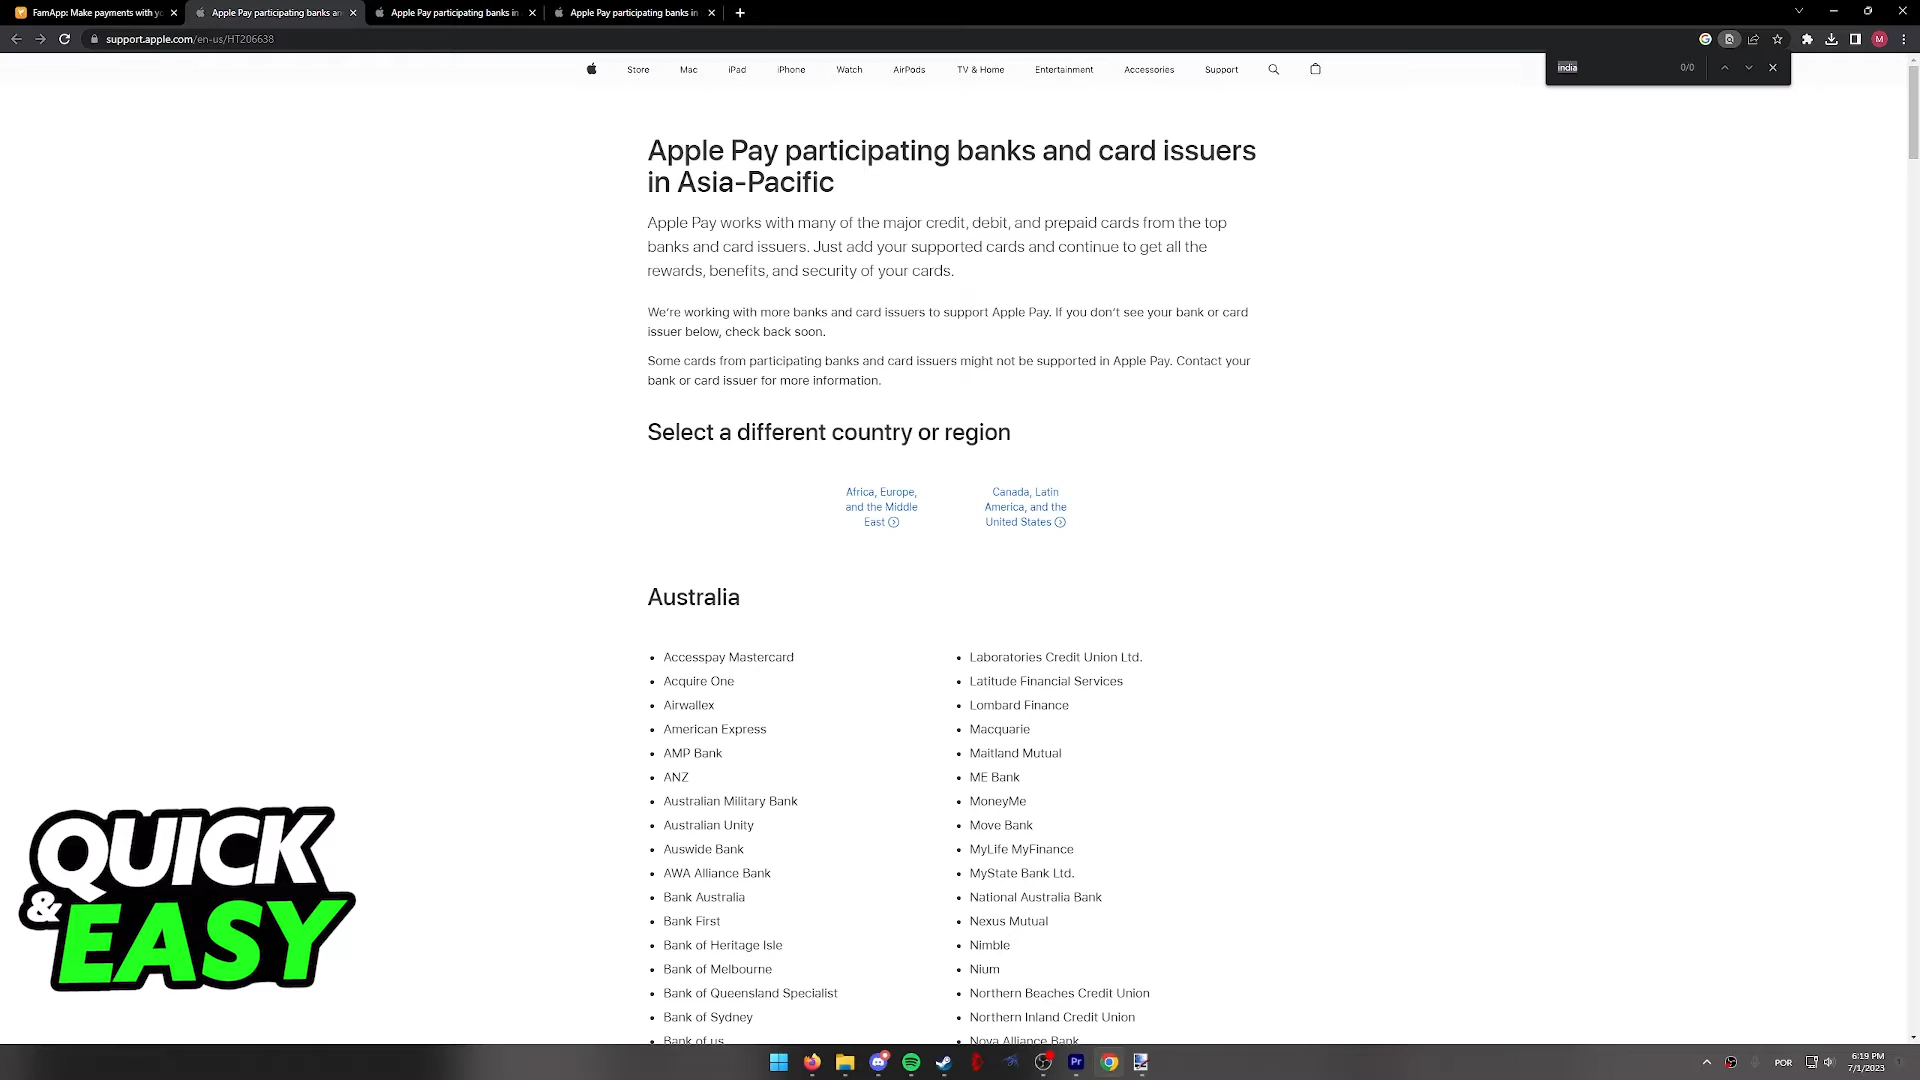 FamApp: Make payments with yo
Apple Pay participating banks an
Apple Pay participating banks in
Apple Pay participating banks in
support.apple.com/en-us/HT206638
Store
Mac
iPad
iPhone
Watch
AirPods
TV & Home
Entertainment
Accessories
Support
india
0/0
Apple Pay participating banks and card issuers
in Asia-Pacific
Apple Pay works with many of the major credit, debit, and prepaid cards from the top
banks and card issuers. Just add your supported cards and continue to get all the
rewards, benefits, and security of your cards.
We're working with more banks and card issuers to support Apple Pay. If you don't see your bank or card
issuer below, check back soon.
Some cards from participating banks and card issuers might not be supported in Apple Pay. Contact your
bank or card issuer for more information.
Select a different country or region
Africa, Europe,
and the Middle
East
Canada, Latin
America, and the
United States
Australia
Accesspay Mastercard
Acquire One
Airwallex
American Express
AMP Bank
ANZ
Australian Military Bank
Australian Unity
Auswide Bank
AWA Alliance Bank
Bank Australia
Bank First
Bank of Heritage Isle
Bank of Melbourne
Bank of Queensland Specialist
Bank of Sydney
Bank of us
Laboratories Credit Union Ltd.
Latitude Financial Services
Lombard Finance
Macquarie
Maitland Mutual
ME Bank
MoneyMe
Move Bank
MyLife MyFinance
MyState Bank Ltd.
National Australia Bank
Nexus Mutual
Nimble
Nium
Northern Beaches Credit Union
Northern Inland Credit Union
Nova Alliance Bank
QUICK
& EASY
Pr
M
POR
6:19 PM
7/1/2023